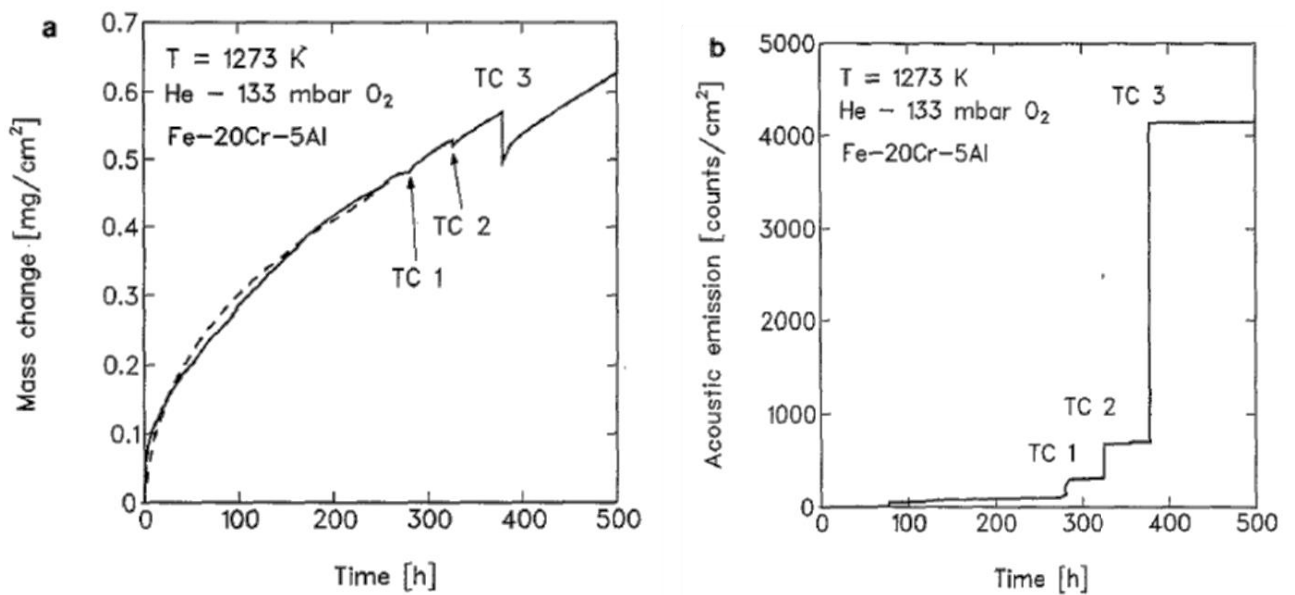 a
0.7
0.6
0.5
0.4
0.3
0.2
0.1
0
Mass change [mg/cm²]
T = 1273 K
He – 133 mbar O₂
Fe–20Cr–5Al
TC 3
TC 2
TC 1
0 100 200 300 400 500
Time [h]
b
5000
4000
3000
2000
1000
0
Acoustic emission [counts/cm²]
T = 1273 K
He – 133 mbar O₂
Fe–20Cr–5Al
TC 3
TC 2
TC 1
0 100 200 300 400 500
Time [h]